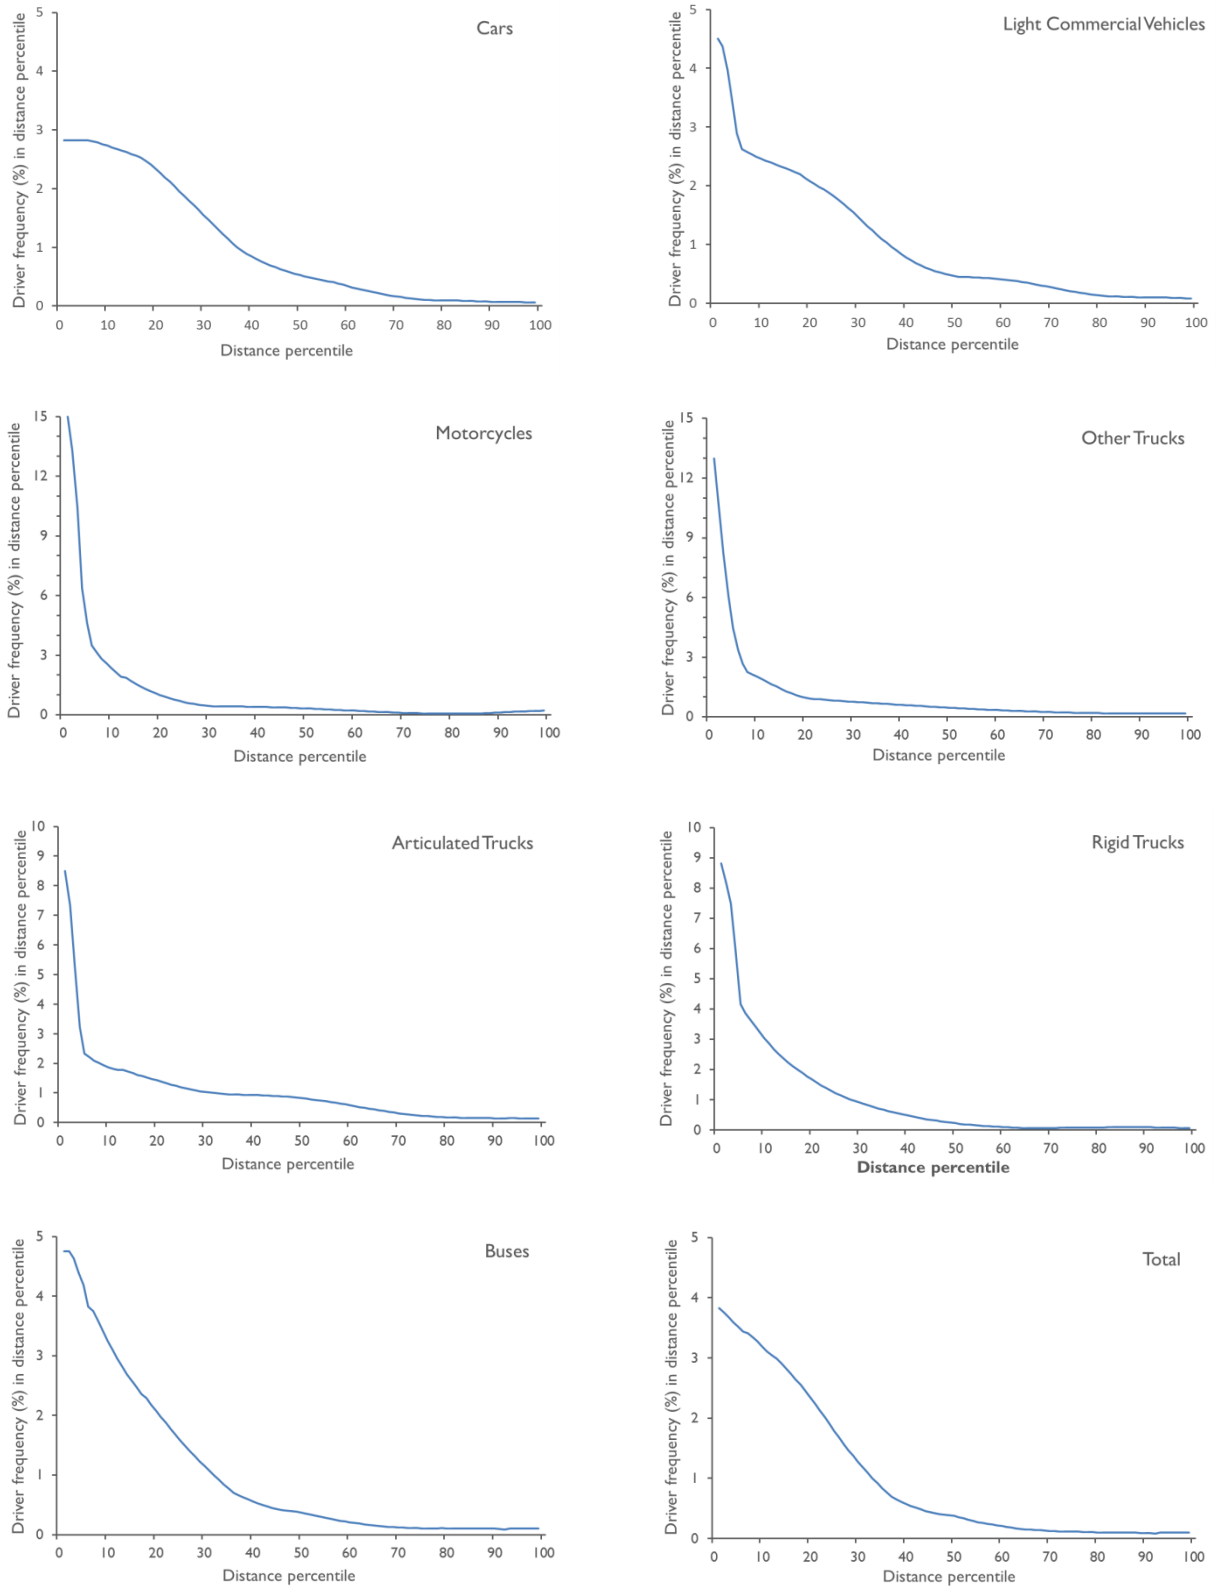 Cars
Driver frequency (%) in distance percentile
5
4
3
2
1
0
0 10 20 30 40 50 60 70 80 90 100
Distance percentile
Light Commercial Vehicles
Driver frequency (%) in distance percentile
5
4
3
2
1
0
0 10 20 30 40 50 60 70 80 90 100
Distance percentile
Motorcycles
Driver frequency (%) in distance percentile
15
12
9
6
3
0
0 10 20 30 40 50 60 70 80 90 100
Distance percentile
Other Trucks
Driver frequency (%) in distance percentile
15
12
9
6
3
0
0 10 20 30 40 50 60 70 80 90 100
Distance percentile
Articulated Trucks
Driver frequency (%) in distance percentile
10
9
8
7
6
5
4
3
2
1
0
0 10 20 30 40 50 60 70 80 90 100
Distance percentile
Rigid Trucks
Driver frequency (%) in distance percentile
10
9
8
7
6
5
4
3
2
1
0
0 10 20 30 40 50 60 70 80 90 100
Distance percentile
Buses
Driver frequency (%) in distance percentile
5
4
3
2
1
0
0 10 20 30 40 50 60 70 80 90 100
Distance percentile
Total
Driver frequency (%) in distance percentile
5
4
3
2
1
0
0 10 20 30 40 50 60 70 80 90 100
Distance percentile